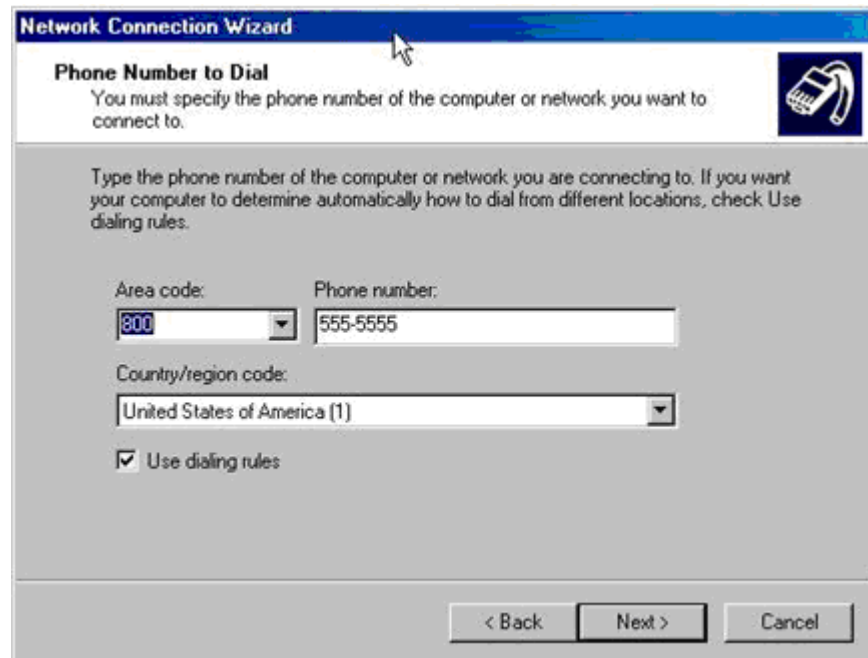 Network Connection Wizard
Phone Number to Dial
You must specify the phone number of the computer or network you want to
connect to.
Type the phone number of the computer or network you are connecting to. If you want
your computer to determine automatically how to dial from different locations, check Use
dialing rules.
Area code: Phone number:
800 555-5555
Country/region code:
United States of America (1)
Use dialing rules
< Back Next > Cancel